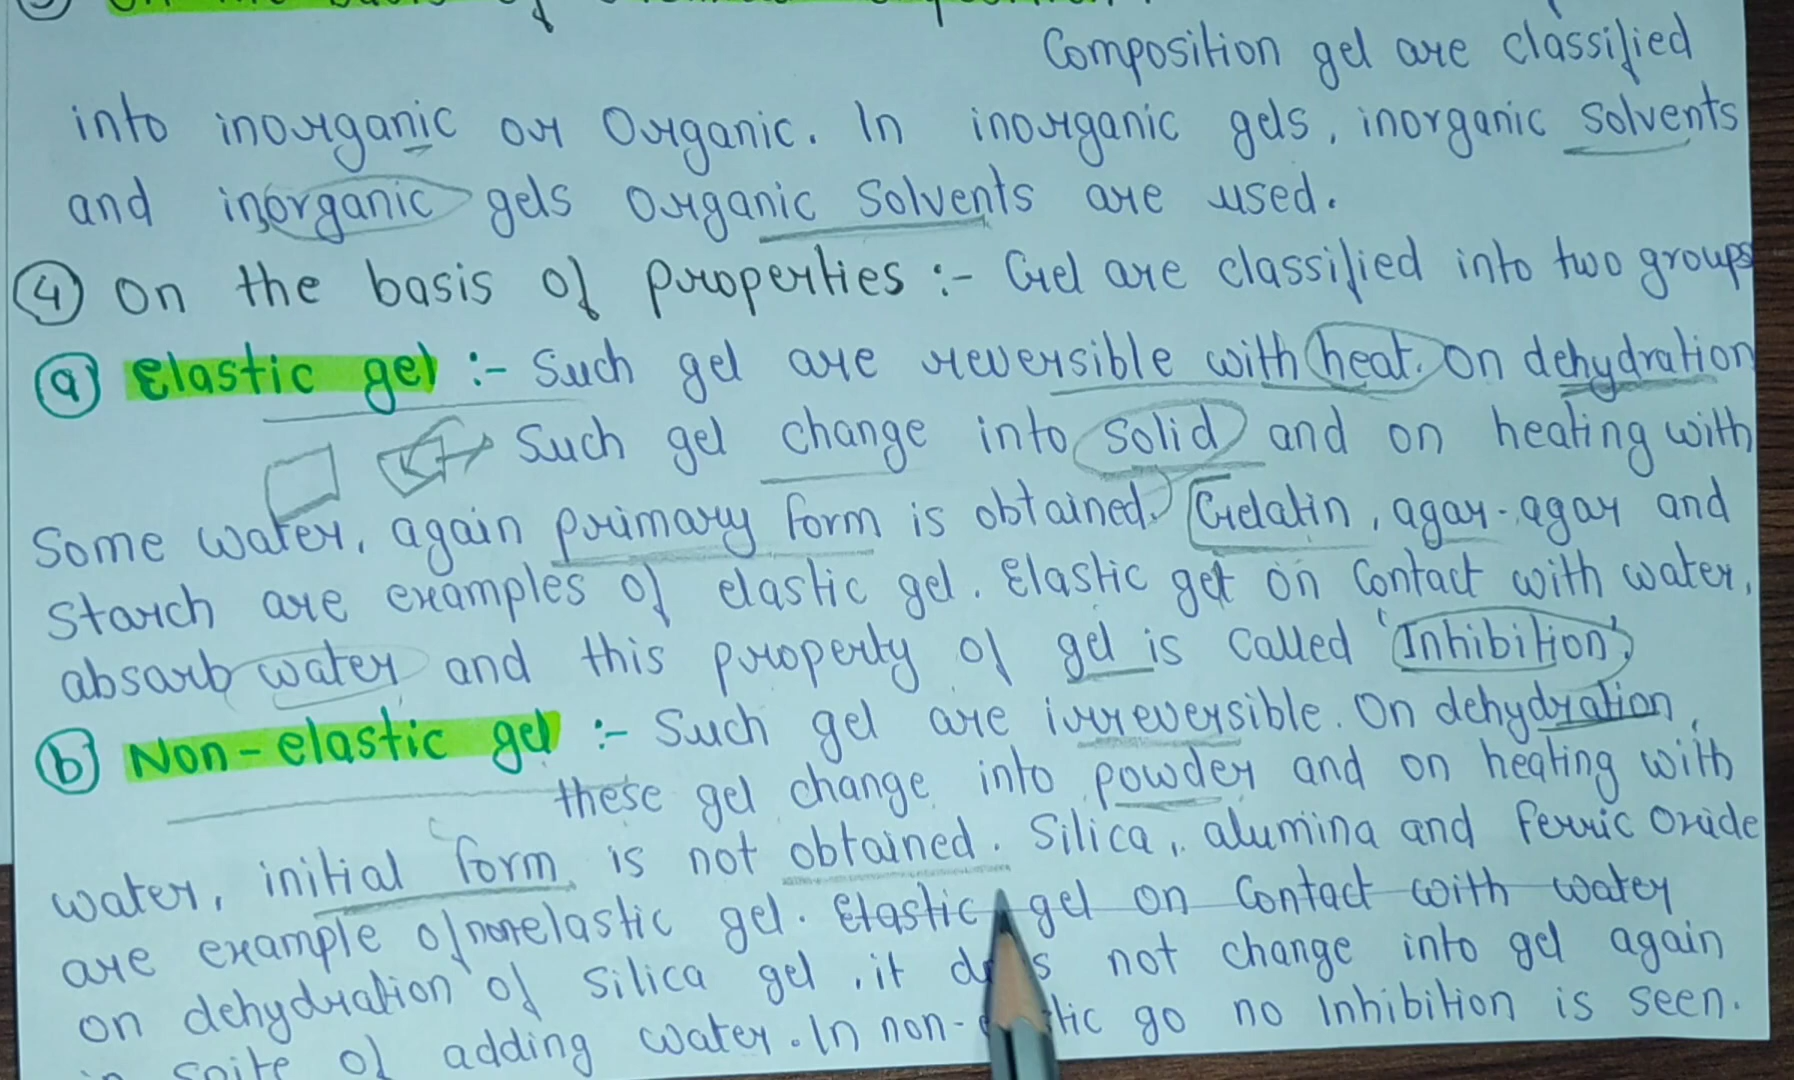 Composition gel are classified
into inorganic or Organic. In inorganic gels, inorganic solvents
and inorganic gels Organic Solvents are used.
④ On the basis of properties :- Gel are classified into two groups
ⓐ Elastic gel :- Such gel are reversible with heat. On dehydration
Such gel change into Solid and on heating with
Some water, again primary form is obtained. Gelatin, agar-agar and
Starch are examples of elastic gel. Elastic gel on Contact with water,
absorb water and this property of gel is Called 'Inhibition'.
ⓑ Non-elastic gel :- Such gel are irreversible. On dehydration,
these gel change into powder and on heating with
water, initial form is not obtained. Silica, alumina and Ferric Oxide
are example of nonelastic gel. Elastic gel on Contact with water
on dehydration of silica gel, it does not change into gel again
in spite of adding water. In non-elastic go no Inhibition is seen.